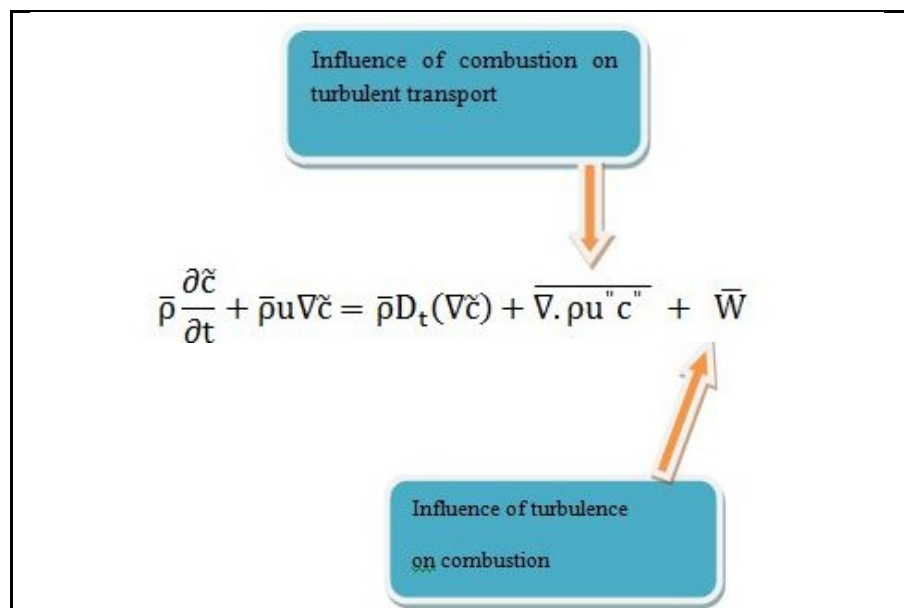 Influence of combustion on
turbulent transport
ρ̄ ∂c̃/∂t + ρ̄u∇c̃ = ρ̄D_t(∇c̃) + \overline{∇.ρu"c"} + W̄
Influence of turbulence
on combustion